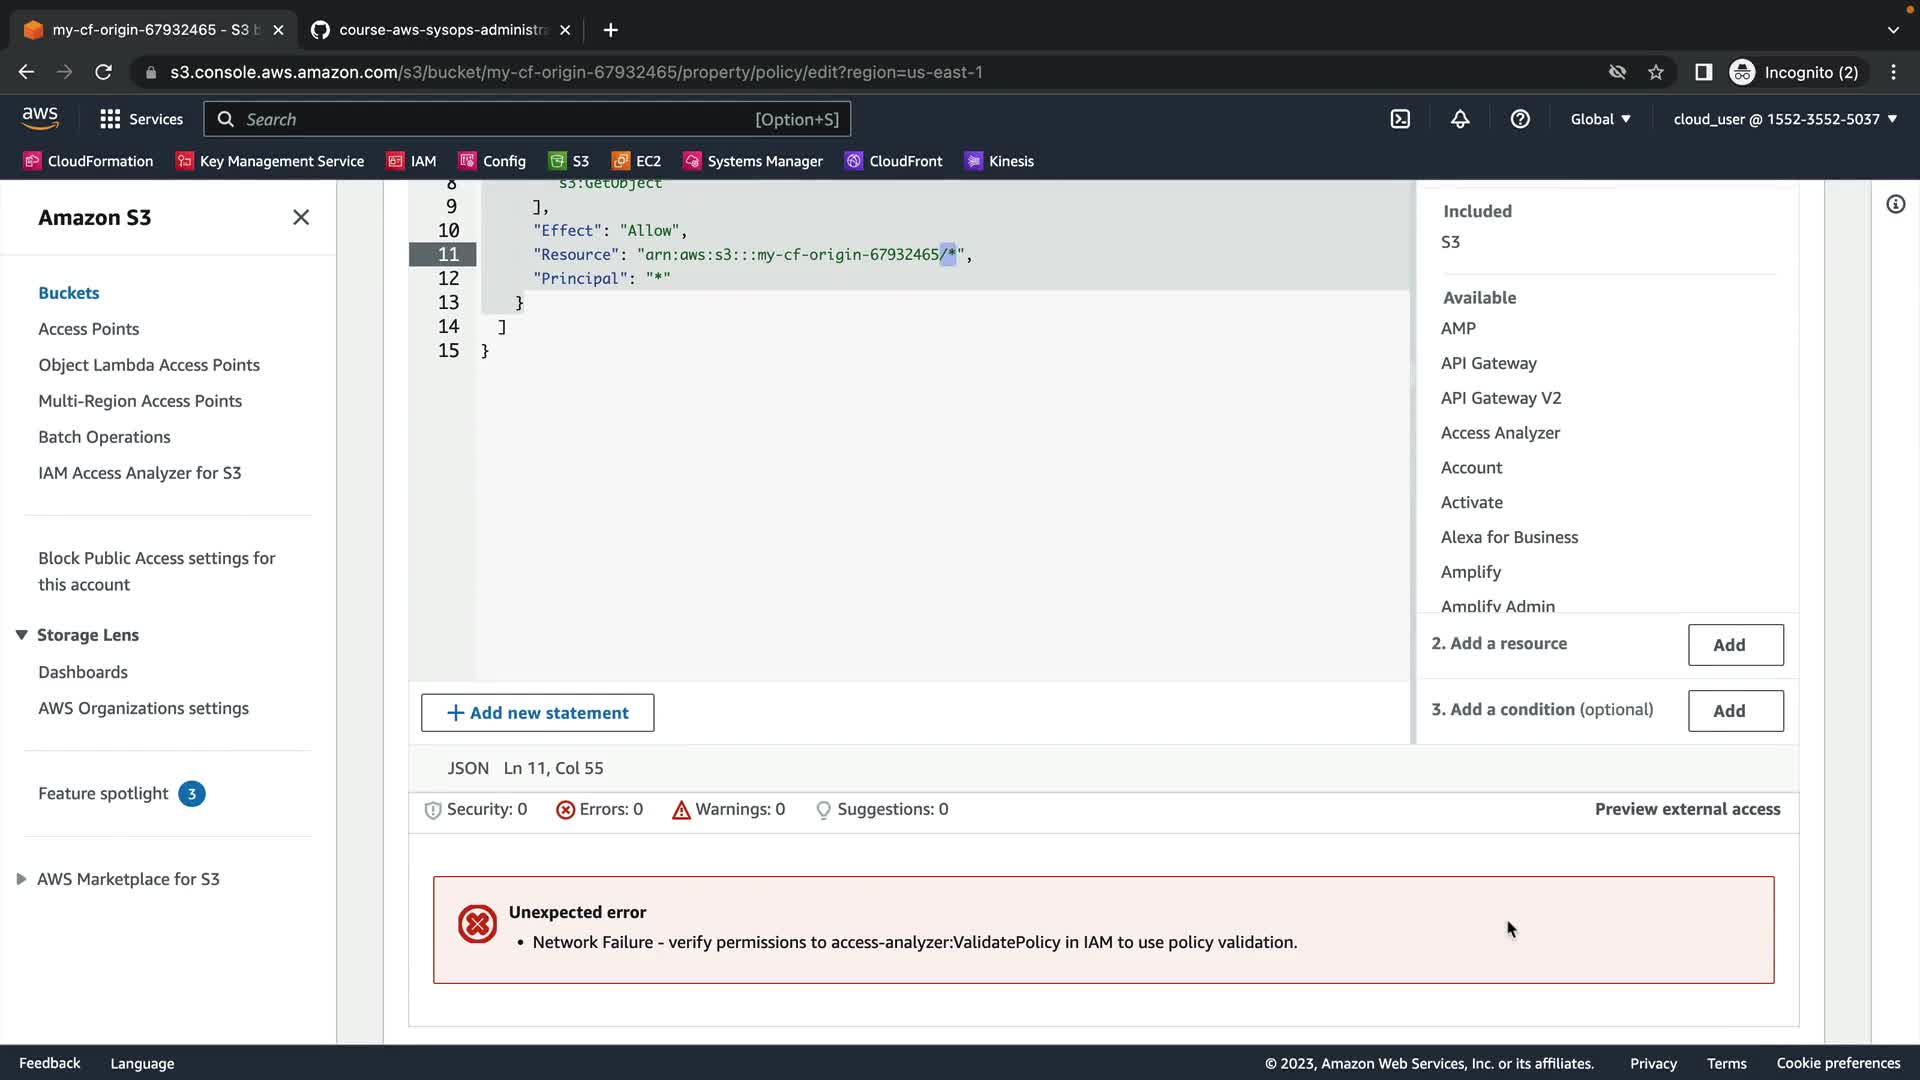 my-cf-origin-67932465 - S3 b
course-aws-sysops-administra
s3.console.aws.amazon.com/s3/bucket/my-cf-origin-67932465/property/policy/edit?region=us-east-1
Incognito (2)
aws
Services
Search
[Option+S]
Global
cloud_user @ 1552-3552-5037
CloudFormation
Key Management Service
IAM
Config
S3
EC2
Systems Manager
CloudFront
Kinesis
Amazon S3
Buckets
Access Points
Object Lambda Access Points
Multi-Region Access Points
Batch Operations
IAM Access Analyzer for S3
Block Public Access settings for
this account
Storage Lens
Dashboards
AWS Organizations settings
Feature spotlight 3
AWS Marketplace for S3
8 s3:GetObject
9 ],
10 "Effect": "Allow",
11 "Resource": "arn:aws:s3:::my-cf-origin-67932465/*",
12 "Principal": "*"
13 }
14 ]
15 }
Included
S3
Available
AMP
API Gateway
API Gateway V2
Access Analyzer
Account
Activate
Alexa for Business
Amplify
Amplify Admin
2. Add a resource
Add
3. Add a condition (optional)
Add
+ Add new statement
JSON Ln 11, Col 55
Security: 0
Errors: 0
Warnings: 0
Suggestions: 0
Preview external access
Unexpected error
• Network Failure - verify permissions to access-analyzer:ValidatePolicy in IAM to use policy validation.
Feedback
Language
© 2023, Amazon Web Services, Inc. or its affiliates.
Privacy
Terms
Cookie preferences